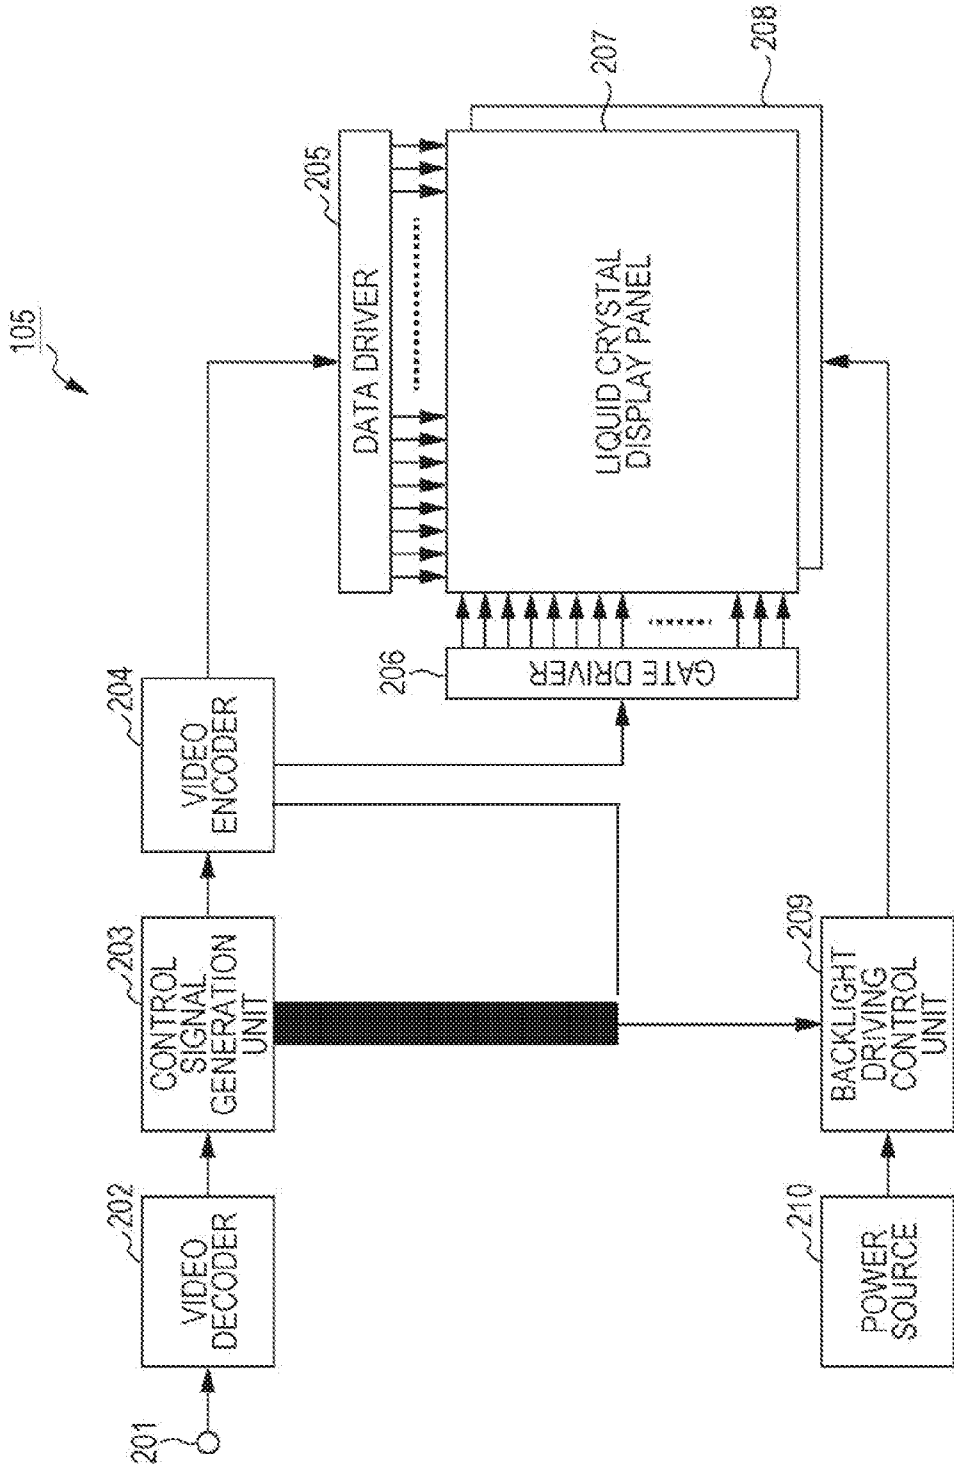 105
201
202
VIDEO
DECODER
203
CONTROL
SIGNAL
GENERATION
UNIT
204
VIDEO
ENCODER
205
DATA DRIVER
206
GATE DRIVER
207
208
LIQUID CRYSTAL
DISPLAY PANEL
210
POWER
SOURCE
209
BACKLIGHT
DRIVING
CONTROL
UNIT